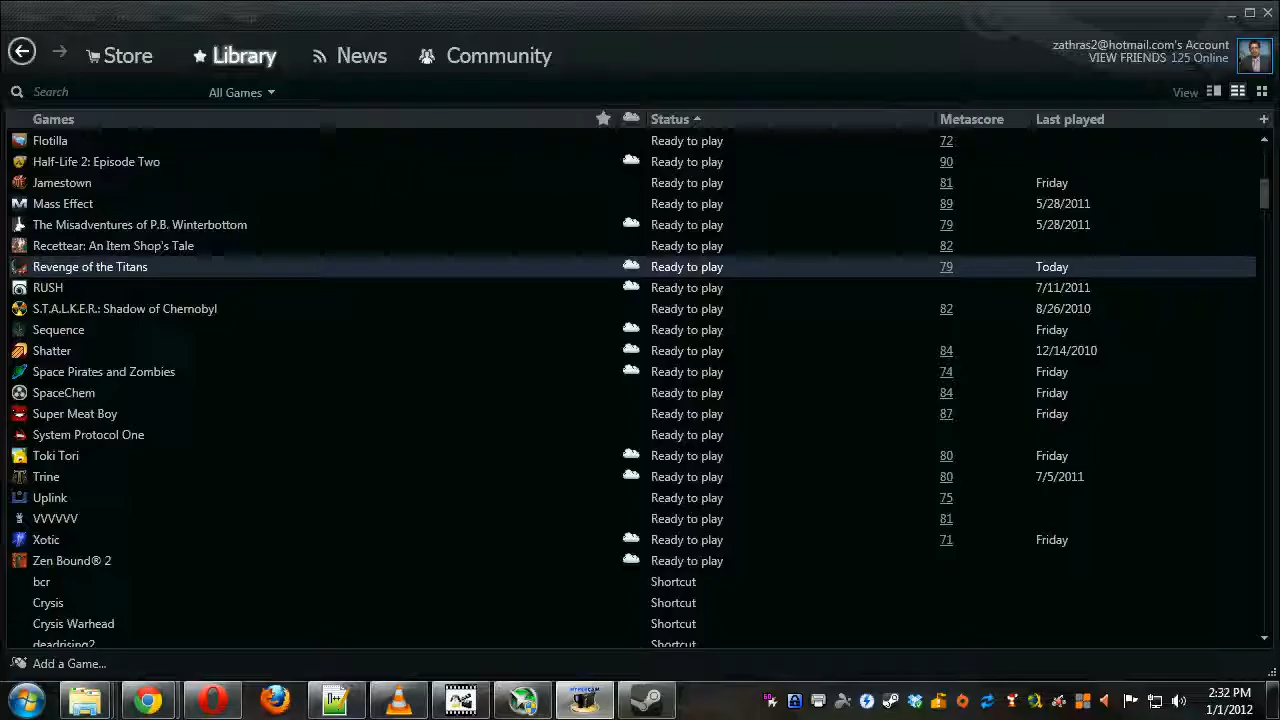 Store
Library
News
Community
zathras2@hotmail.com's Account
VIEW FRIENDS 125 Online
Search
All Games
View
Games Status Metascore Last played +
Flotilla Ready to play 72
Half-Life 2: Episode Two Ready to play 90
Jamestown Ready to play 81 Friday
Mass Effect Ready to play 89 5/28/2011
The Misadventures of P.B. Winterbottom Ready to play 79 5/28/2011
Recettear: An Item Shop's Tale Ready to play 82
Revenge of the Titans Ready to play 79 Today
RUSH Ready to play 7/11/2011
S.T.A.L.K.E.R.: Shadow of Chernobyl Ready to play 82 8/26/2010
Sequence Ready to play Friday
Shatter Ready to play 84 12/14/2010
Space Pirates and Zombies Ready to play 74 Friday
SpaceChem Ready to play 84 Friday
Super Meat Boy Ready to play 87 Friday
System Protocol One Ready to play
Toki Tori Ready to play 80 Friday
Trine Ready to play 80 7/5/2011
Uplink Ready to play 75
VVVVVV Ready to play 81
Xotic Ready to play 71 Friday
Zen Bound® 2 Ready to play
bcr Shortcut
Crysis Shortcut
Crysis Warhead Shortcut
deadrising2 Shortcut
Add a Game...
HYPERCAM
2:32 PM
1/1/2012